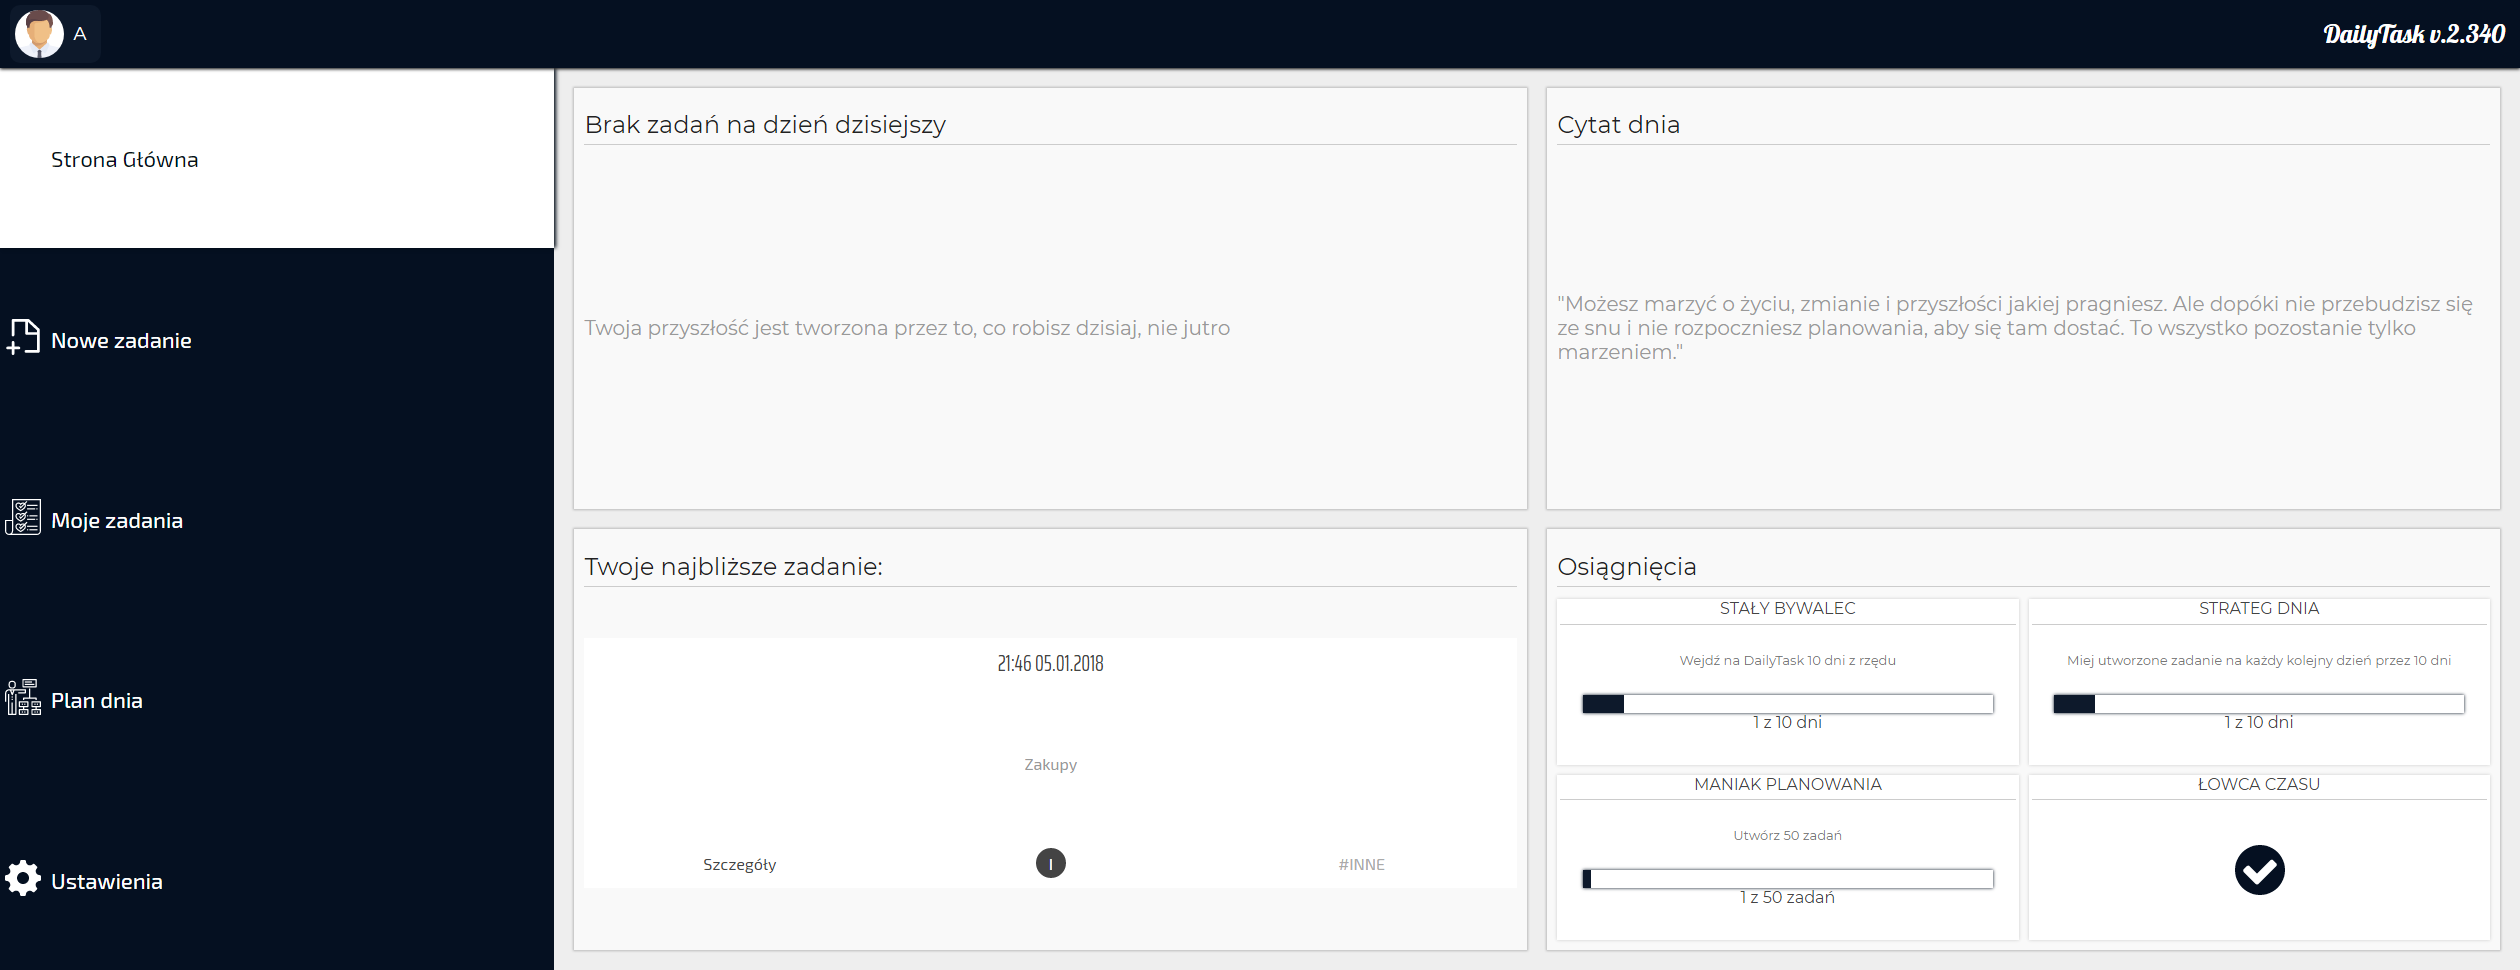 A
DailyTask v.2.340
Strona Główna
Nowe zadanie
Moje zadania
Plan dnia
Ustawienia
Brak zadań na dzień dzisiejszy
Twoja przyszłość jest tworzona przez to, co robisz dzisiaj, nie jutro
Cytat dnia
"Możesz marzyć o życiu, zmianie i przyszłości jakiej pragniesz. Ale dopóki nie przebudzisz się
ze snu i nie rozpoczniesz planowania, aby się tam dostać. To wszystko pozostanie tylko
marzeniem."
Twoje najbliższe zadanie:
21:46 05.01.2018
Zakupy
Szczegóły
I
#INNE
Osiągnięcia
STAŁY BYWALEC
Wejdź na DailyTask 10 dni z rzędu
1 z 10 dni
STRATEG DNIA
Miej utworzone zadanie na każdy kolejny dzień przez 10 dni
1 z 10 dni
MANIAK PLANOWANIA
Utwórz 50 zadań
1 z 50 zadań
ŁOWCA CZASU